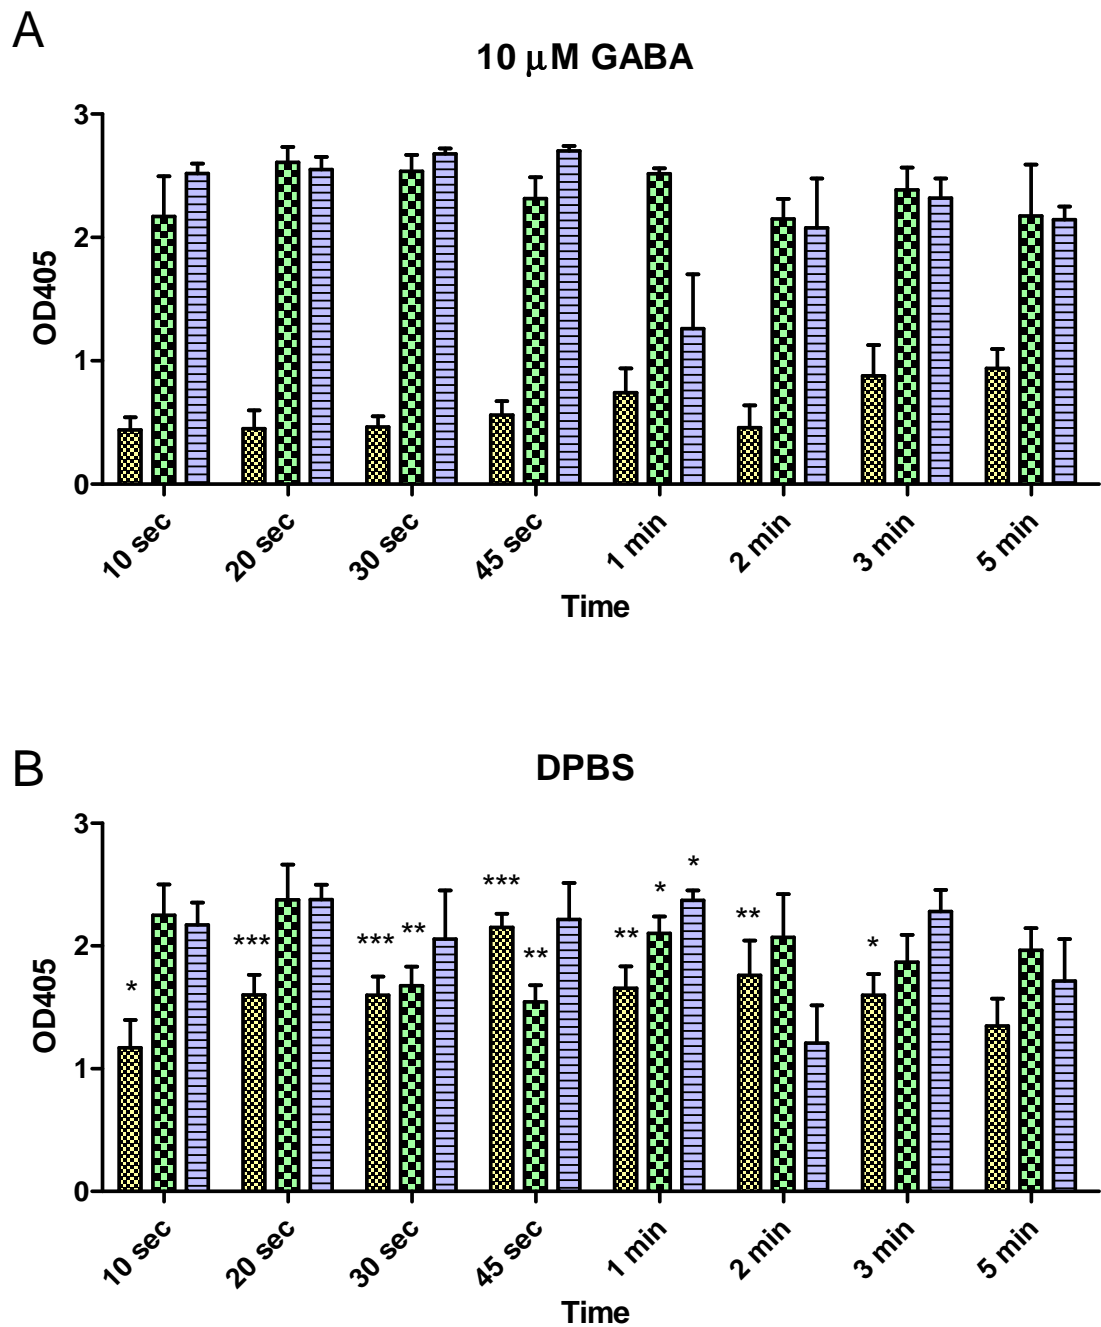 A
10 μM GABA
3
2
1
0
OD405
10 sec
20 sec
30 sec
45 sec
1 min
2 min
3 min
5 min
Time
B
DPBS
3
2
1
0
OD405
*
***
***
**
***
**
**
*
*
**
*
10 sec
20 sec
30 sec
45 sec
1 min
2 min
3 min
5 min
Time